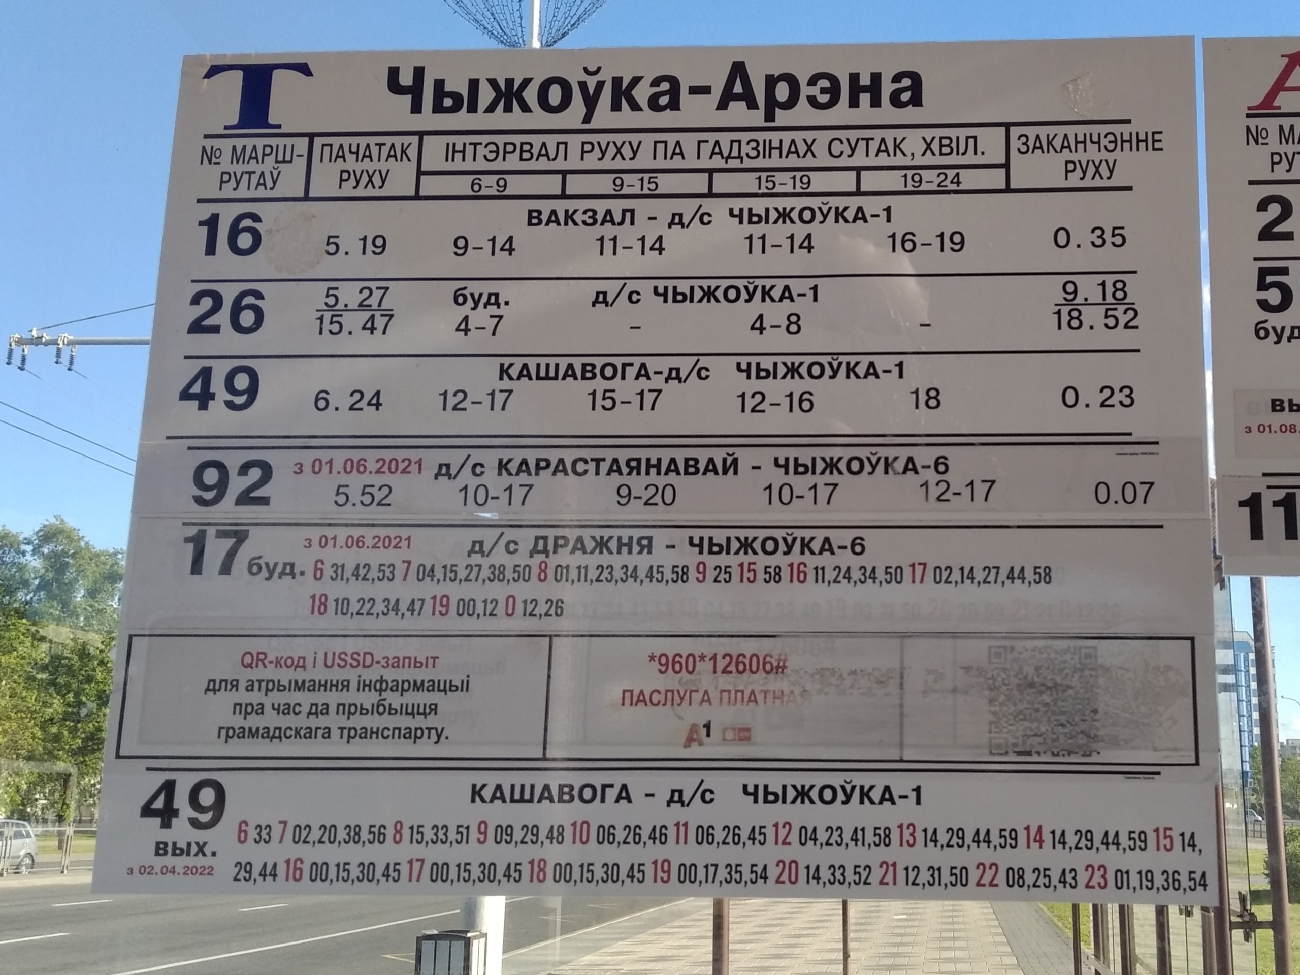 Т Чыжоўка-Арэна
№ МАРШ-РУТАЎ ПАЧАТАК РУХУ ІНТЭРВАЛ РУХУ ПА ГАДЗІНАХ СУТАК, ХВІЛ. ЗАКАНЧЭННЕ РУХУ
6-9 9-15 15-19 19-24
ВАКЗАЛ - д/с ЧЫЖОЎКА-1
16 5.19 9-14 11-14 11-14 16-19 0.35
26 5.27 буд. д/с ЧЫЖОЎКА-1 9.18
15.47 4-7 - 4-8 - 18.52
КАШАВОГА-д/с ЧЫЖОЎКА-1
49 6.24 12-17 15-17 12-16 18 0.23
з 01.06.2021 д/с КАРАСТАЯНАВАЙ - ЧЫЖОЎКА-6
92 5.52 10-17 9-20 10-17 12-17 0.07
17 з 01.06.2021 д/с ДРАЖНЯ - ЧЫЖОЎКА-6
буд. 6 31,42,53 7 04,15,27,38,50 8 01,11,23,34,45,58 9 25 15 58 16 11,24,34,50 17 02,14,27,44,58
18 10,22,34,47 19 00,12 0 12,26
QR-код і USSD-запыт
для атрымання інфармацыі
пра час да прыбыцця
грамадскага транспарту.
*960*12606#
ПАСЛУГА ПЛАТНАЯ
А1
49 КАШАВОГА - д/с ЧЫЖОЎКА-1
вых. 6 33 7 02,20,38,56 8 15,33,51 9 09,29,48 10 06,26,46 11 06,26,45 12 04,23,41,58 13 14,29,44,59 14 14,29,44,59 15 14,
з 02.04.2022 29,44 16 00,15,30,45 17 00,15,30,45 18 00,15,30,45 19 00,17,35,54 20 14,33,52 21 12,31,50 22 08,25,43 23 01,19,36,54
А
№ МА
РУТ
2
5
буд
вы
з 01.08.
11